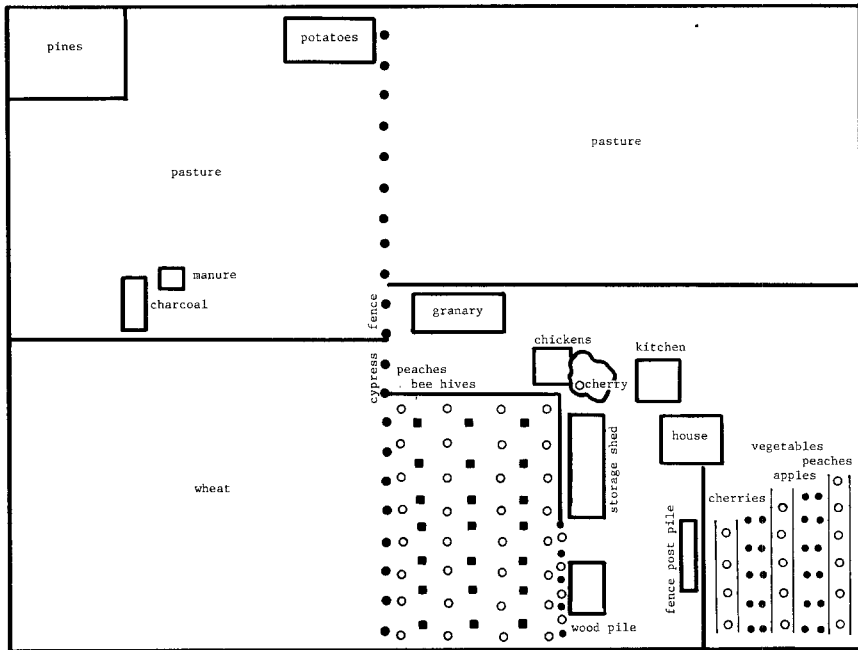 pines
potatoes
pasture
pasture
manure
charcoal
cypress fence
granary
chickens
kitchen
cherry
peaches
bee hives
storage shed
house
wheat
vegetables
peaches
apples
cherries
fence post pile
wood pile